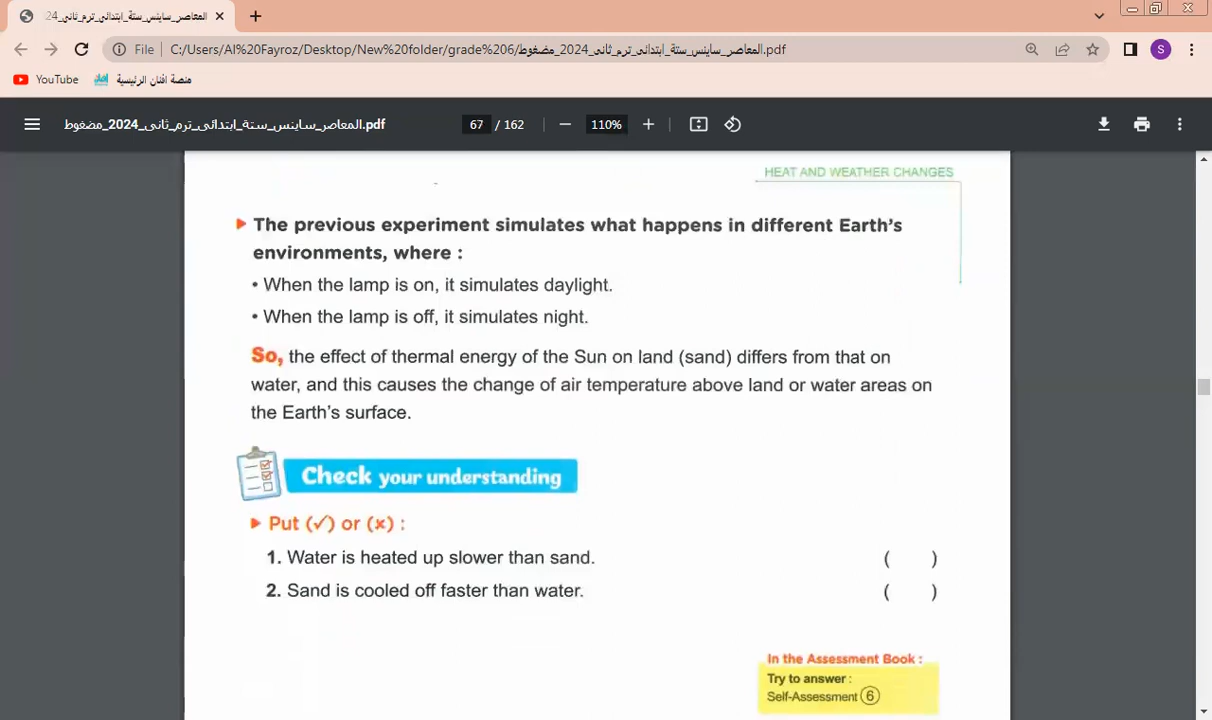 المعاصر_ساينس_ستة_ابتدائى_ترم_ثانى_24
File C:/Users/Al%20Fayroz/Desktop/New%20folder/grade%206/المعاصر_ساينس_ستة_ابتدائى_ترم_ثانى_2024_مضغوط.pdf
S
YouTube منصة افنان الرئيسية
المعاصر_ساينس_ستة_ابتدائى_ترم_ثانى_2024_مضغوط.pdf 67 / 162 110%
HEAT AND WEATHER CHANGES
The previous experiment simulates what happens in different Earth's
environments, where :
• When the lamp is on, it simulates daylight.
• When the lamp is off, it simulates night.
So, the effect of thermal energy of the Sun on land (sand) differs from that on
water, and this causes the change of air temperature above land or water areas on
the Earth's surface.
Check your understanding
Put (✓) or (×) :
1. Water is heated up slower than sand. ( )
2. Sand is cooled off faster than water. ( )
In the Assessment Book :
Try to answer :
Self-Assessment 6